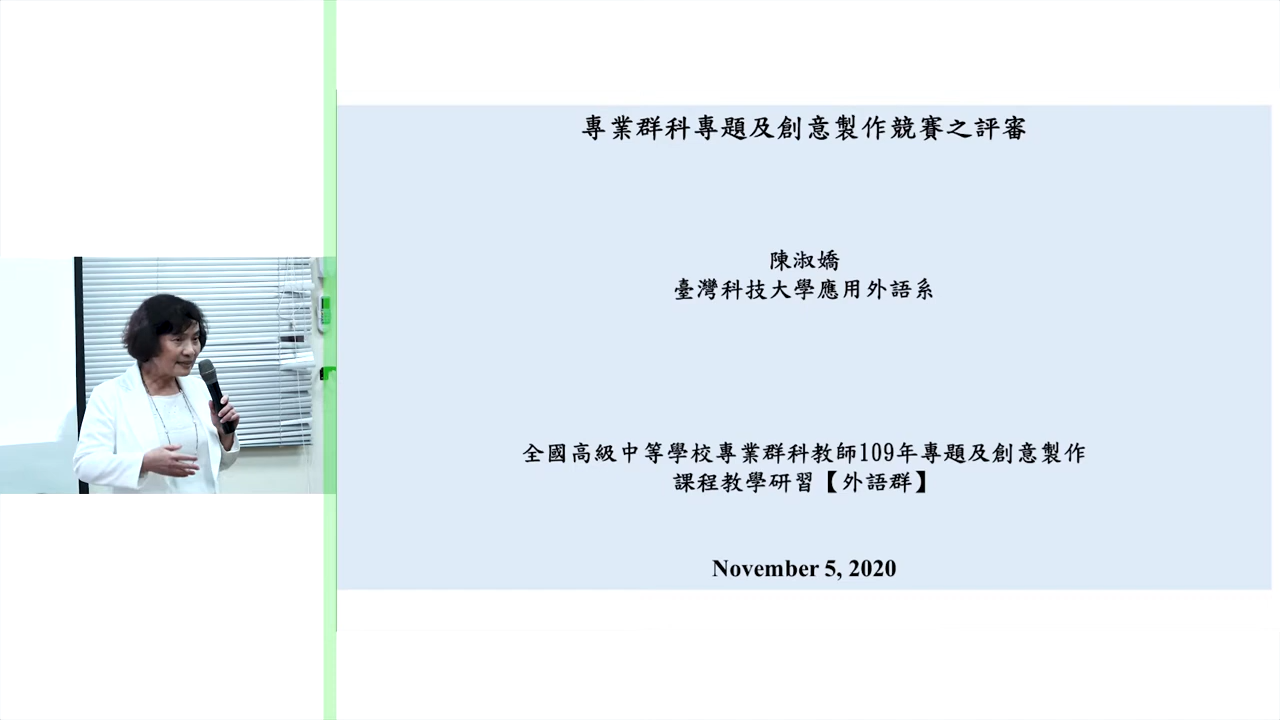 專業群科專題及創意製作競賽之評審
陳淑嬌
臺灣科技大學應用外語系
全國高級中等學校專業群科教師109年專題及創意製作
課程教學研習【外語群】
November 5, 2020